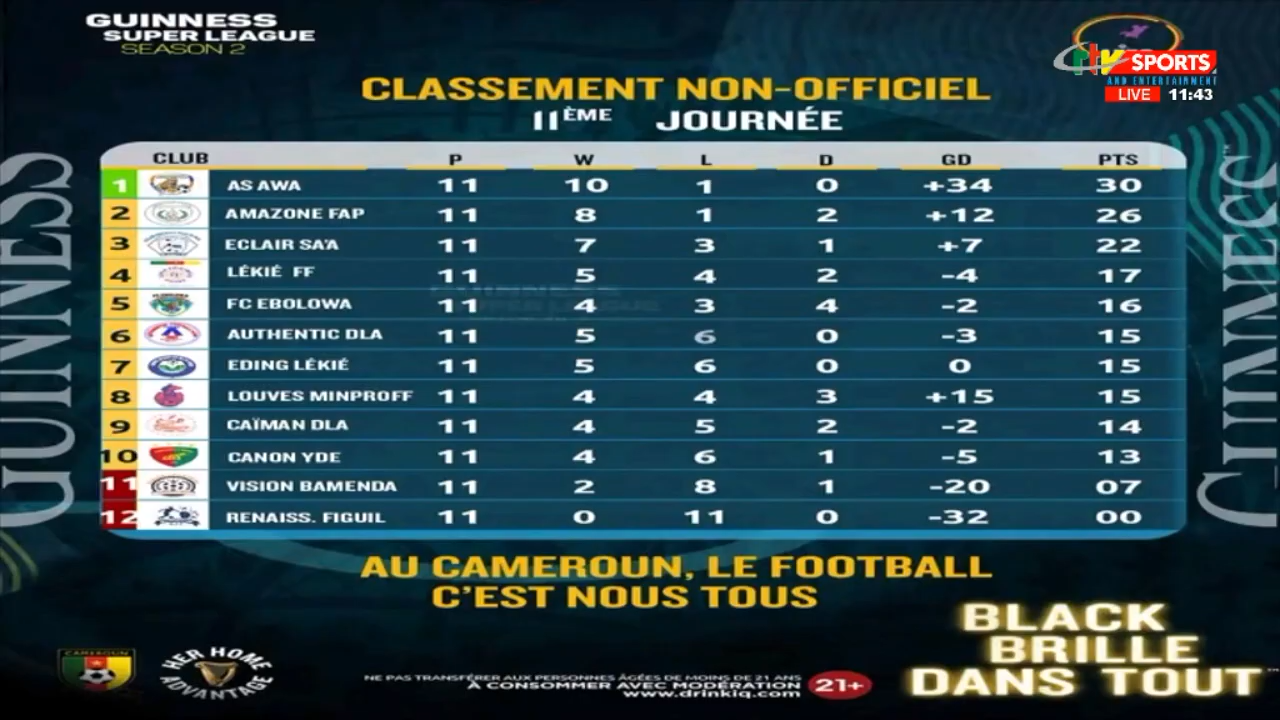 GUINNESS
SUPER LEAGUE
SEASON 2
SPORTS
AND ENTERTAINMENT
LIVE 11:43
CLASSEMENT NON-OFFICIEL
11ÈME JOURNÉE
GUINNESS
GUINNESS
CLUB P W L D GD PTS
1 AS AWA 11 10 1 0 +34 30
2 AMAZONE FAP 11 8 1 2 +12 26
3 ECLAIR SA'A 11 7 3 1 +7 22
4 LÉKIÉ FF 11 5 4 2 -4 17
5 FC EBOLOWA 11 4 3 4 -2 16
6 AUTHENTIC DLA 11 5 6 0 -3 15
7 EDING LÉKIÉ 11 5 6 0 0 15
8 LOUVES MINPROFF 11 4 4 3 +15 15
9 CAÏMAN DLA 11 4 5 2 -2 14
10 CANON YDE 11 4 6 1 -5 13
11 VISION BAMENDA 11 2 8 1 -20 07
12 RENAISS. FIGUIL 11 0 11 0 -32 00
AU CAMEROUN, LE FOOTBALL
C'EST NOUS TOUS
BLACK
BRILLE
DANS TOUT
CAMEROUN
HER HOME
ADVANTAGE
NE PAS TRANSFÉRER AUX PERSONNES ÂGÉES DE MOINS DE 21 ANS
À CONSOMMER AVEC MODÉRATION
www.drinkiq.com
21+